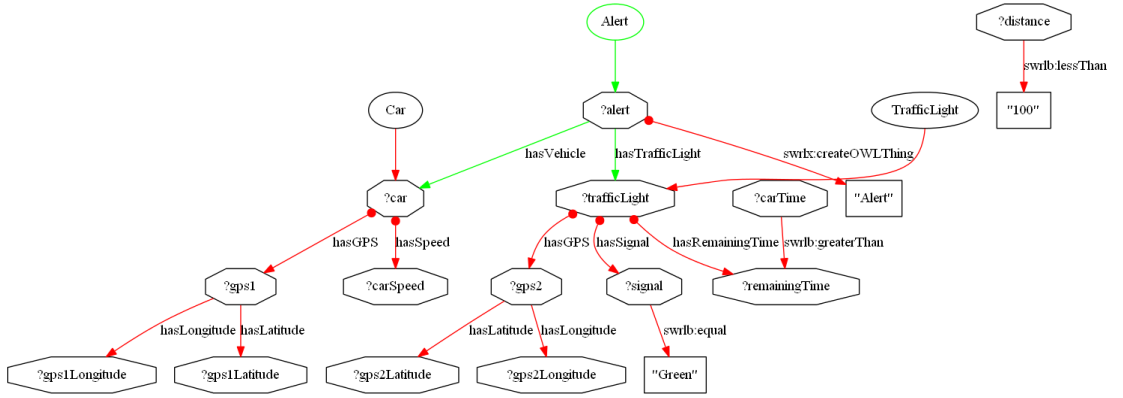 Alert
?distance
swrlb:lessThan
Car
?alert
TrafficLight
"100"
hasVehicle
hasTrafficLight
swrlx:createOWLThing
?car
?trafficLight
?carTime
"Alert"
hasGPS
hasSpeed
hasGPS
hasSignal
hasRemainingTime
swrlb:greaterThan
?gps1
?carSpeed
?gps2
?signal
?remainingTime
hasLongitude
hasLatitude
hasLatitude
hasLongitude
swrlb:equal
?gps1Longitude
?gps1Latitude
?gps2Latitude
?gps2Longitude
"Green"